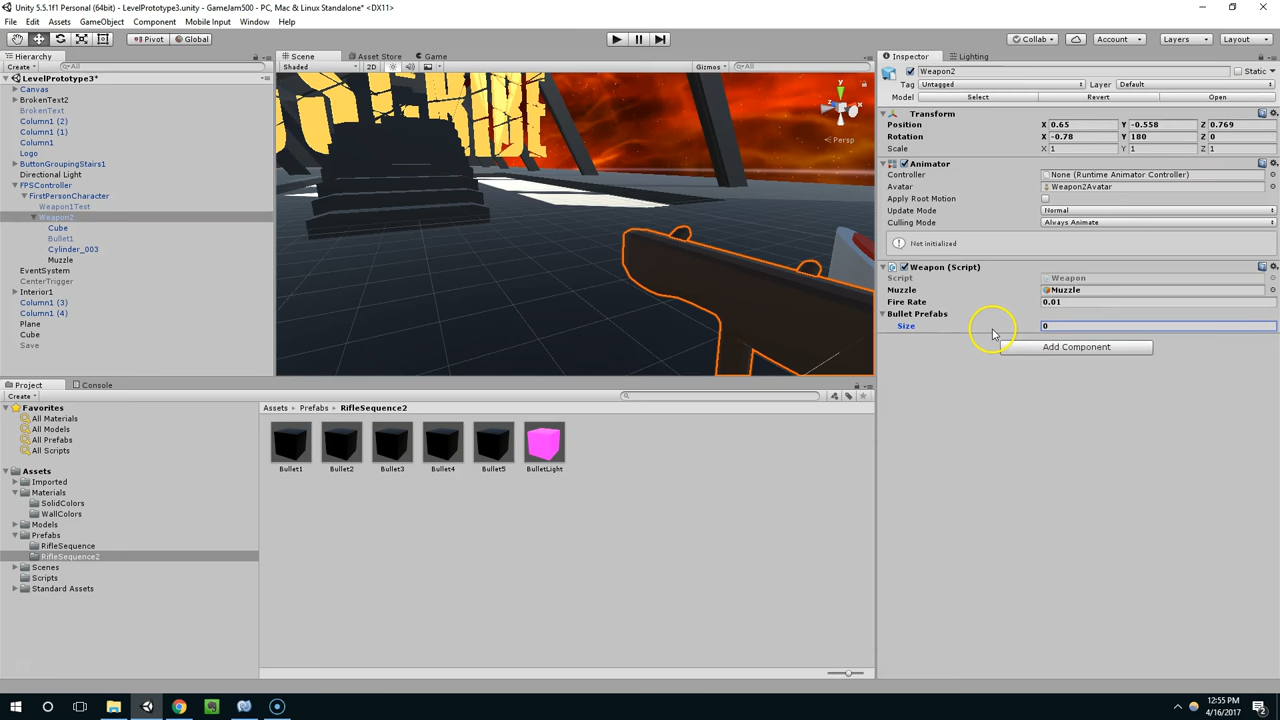 Unity 5.5.1f1 Personal (64bit) - LevelPrototype3.unity - GameJam500 - PC, Mac & Linux Standalone* <DX11>
File Edit Assets GameObject Component Mobile Input Window Help
Pivot Global Collab Account Layers Layout
Hierarchy
Create All
LevelPrototype3*
Canvas
BrokenText2
BrokenText
Column1 (2)
Column1 (1)
Column1
Logo
ButtonGroupingStairs1
Directional Light
FPSController
FirstPersonCharacter
Weapon1Test
Weapon2
Cube
Bullet1
Cylinder_003
Muzzle
EventSystem
CenterTrigger
Interior1
Column1 (3)
Column1 (4)
Plane
Cube
Save
Scene Asset Store Game
Shaded 2D Gizmos All
y
z
Persp
Inspector Lighting
Weapon2 Static
Tag Untagged Layer Default
Model Select Revert Open
Transform
Position X 0.65 Y -0.558 Z 0.769
Rotation X -0.78 Y 180 Z 0
Scale X 1 Y 1 Z 1
Animator
Controller None (Runtime Animator Controller)
Avatar Weapon2Avatar
Apply Root Motion
Update Mode Normal
Culling Mode Always Animate
Not initialized
Weapon (Script)
Script Weapon
Muzzle Muzzle
Fire Rate 0.01
Bullet Prefabs
Size 0
Add Component
Project Console
Create
Favorites
All Materials
All Models
All Prefabs
All Scripts
Assets
Imported
Materials
SolidColors
WallColors
Models
Prefabs
RifleSequence
RifleSequence2
Scenes
Scripts
Standard Assets
Assets Prefabs RifleSequence2
Bullet1 Bullet2 Bullet3 Bullet4 Bullet5 BulletLight
12:55 PM
4/16/2017
2